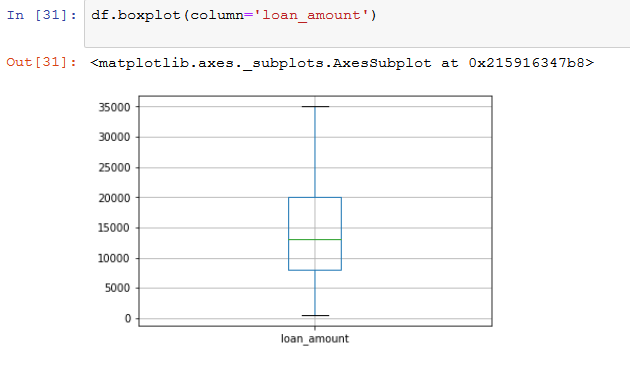 In [31]: df.boxplot(column='loan_amount')
Out[31]: <matplotlib.axes._subplots.AxesSubplot at 0x215916347b8>
35000
30000
25000
20000
15000
10000
5000
0
loan_amount